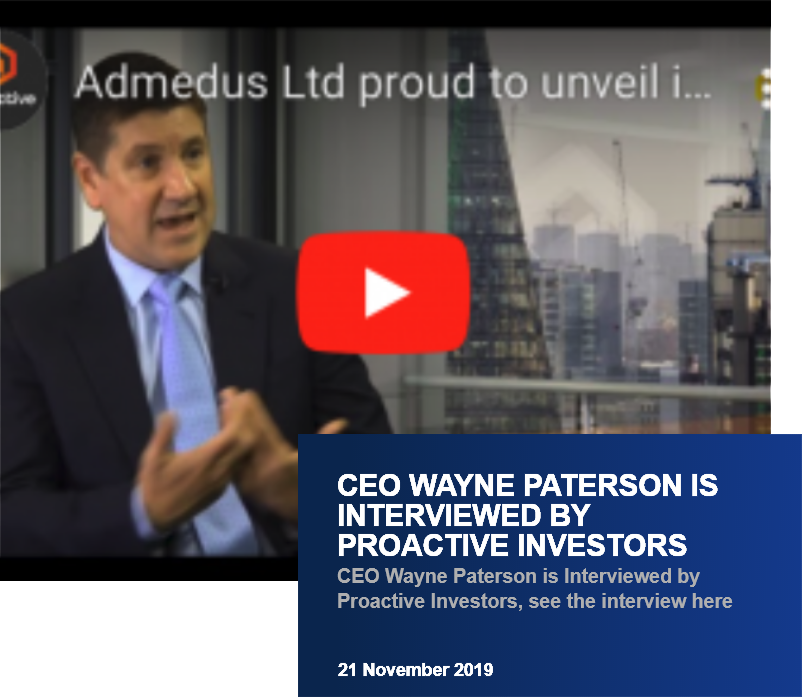 Admedus Ltd proud to unveil i...
ctive
CEO WAYNE PATERSON IS
INTERVIEWED BY
PROACTIVE INVESTORS
CEO Wayne Paterson is Interviewed by
Proactive Investors, see the interview here
21 November 2019